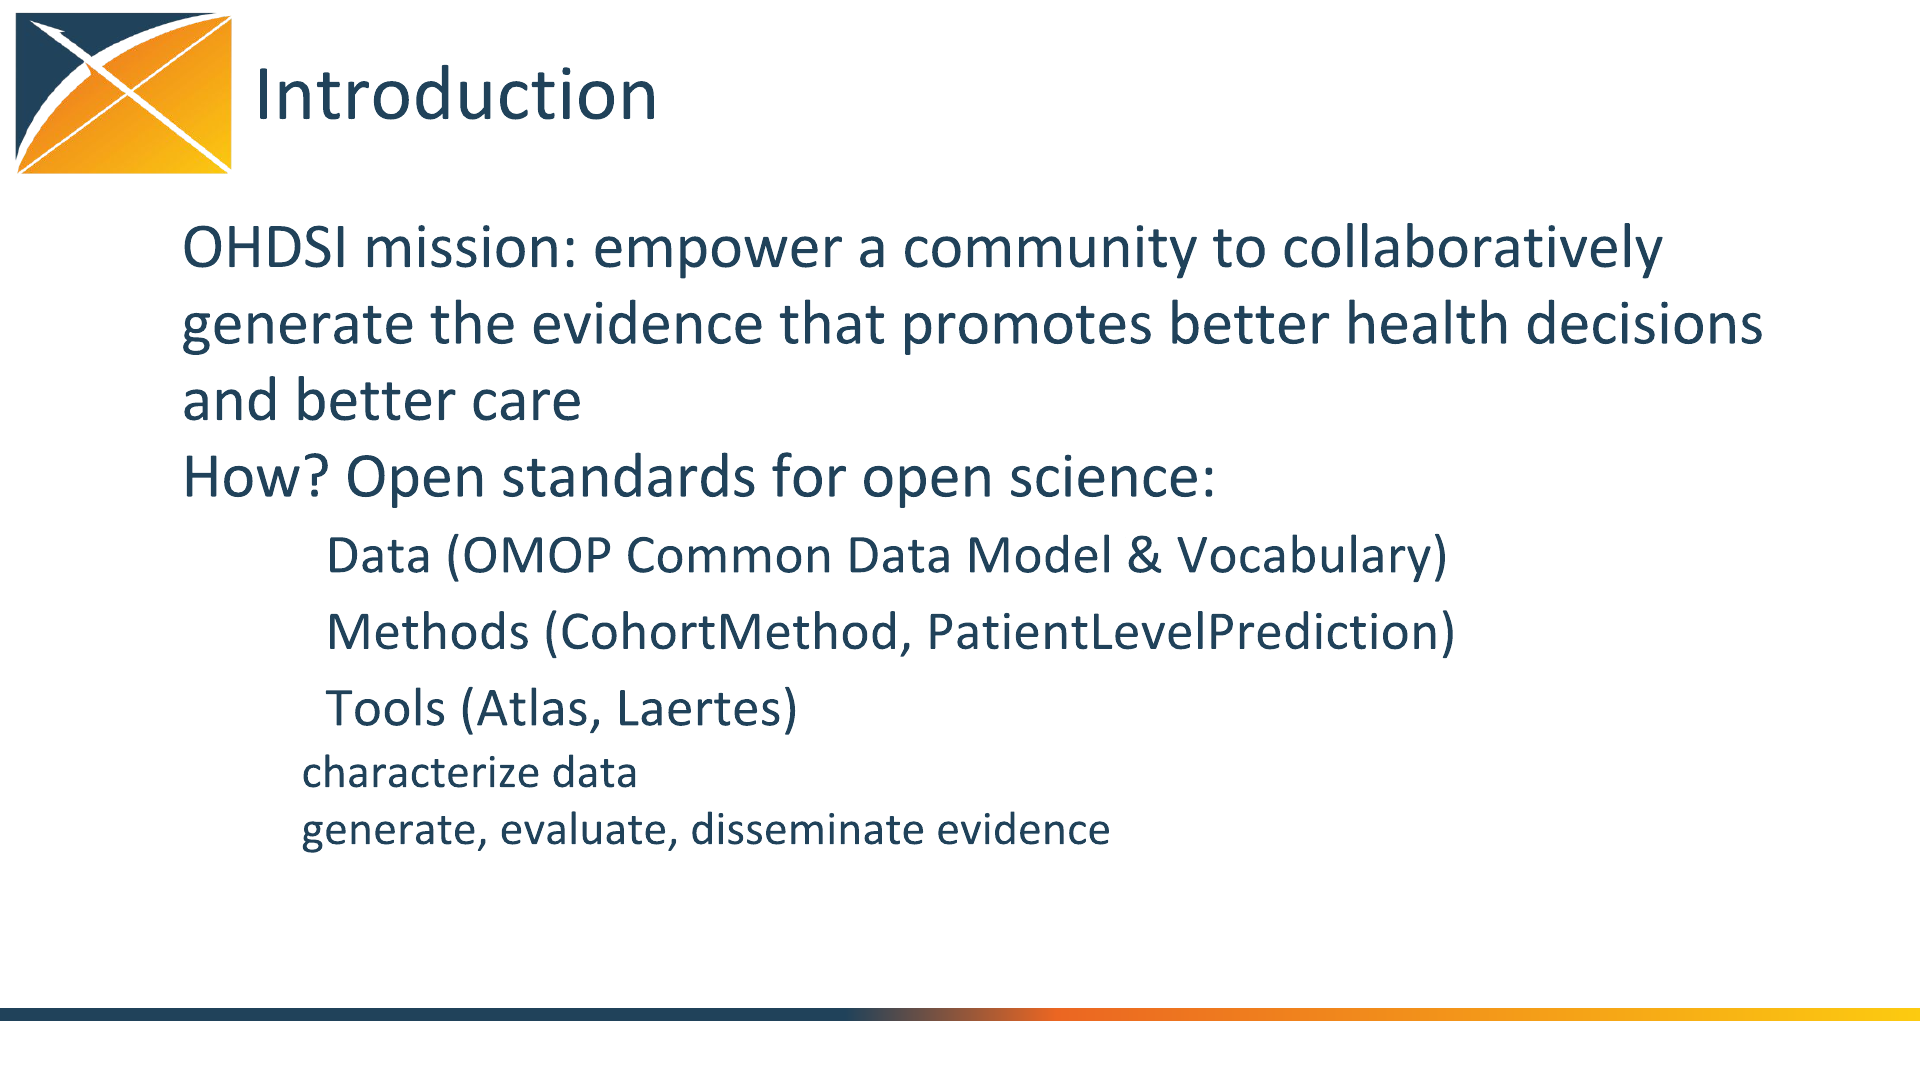 Introduction
OHDSI mission: empower a community to collaboratively
generate the evidence that promotes better health decisions
and better care
How? Open standards for open science:
Data (OMOP Common Data Model & Vocabulary)
Methods (CohortMethod, PatientLevelPrediction)
Tools (Atlas, Laertes)
characterize data
generate, evaluate, disseminate evidence